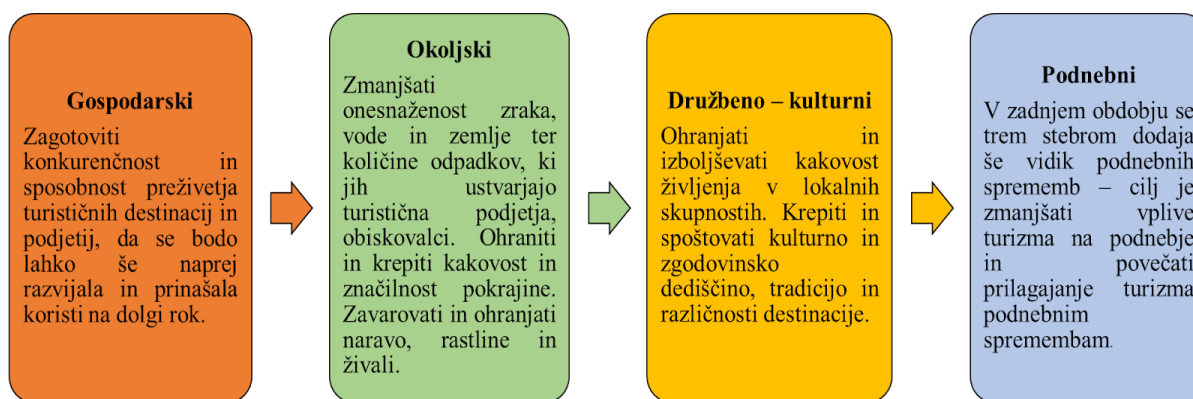 Gospodarski
Zagotoviti
konkurenčnost in
sposobnost preživetja
turističnih destinacij in
podjetij, da se bodo
lahko še naprej
razvijala in prinašala
koristi na dolgi rok.
Okoljski
Zmanjšati
onesnaženost zraka,
vode in zemlje ter
količine odpadkov, ki
jih ustvarjajo
turistična podjetja,
obiskovalci. Ohraniti
in krepiti kakovost in
značilnost pokrajine.
Zavarovati in ohranjati
naravo, rastline in
živali.
Družbeno – kulturni
Ohranjati in
izboljševati kakovost
življenja v lokalnih
skupnostih. Krepiti in
spoštovati kulturno in
zgodovinsko
dediščino, tradicijo in
različnosti destinacije.
Podnebni
V zadnjem obdobju se
trem stebrom dodaja
še vidik podnebnih
sprememb – cilj je
zmanjšati vplive
turizma na podnebje
in povečati
prilagajanje turizma
podnebnim
spremembam.